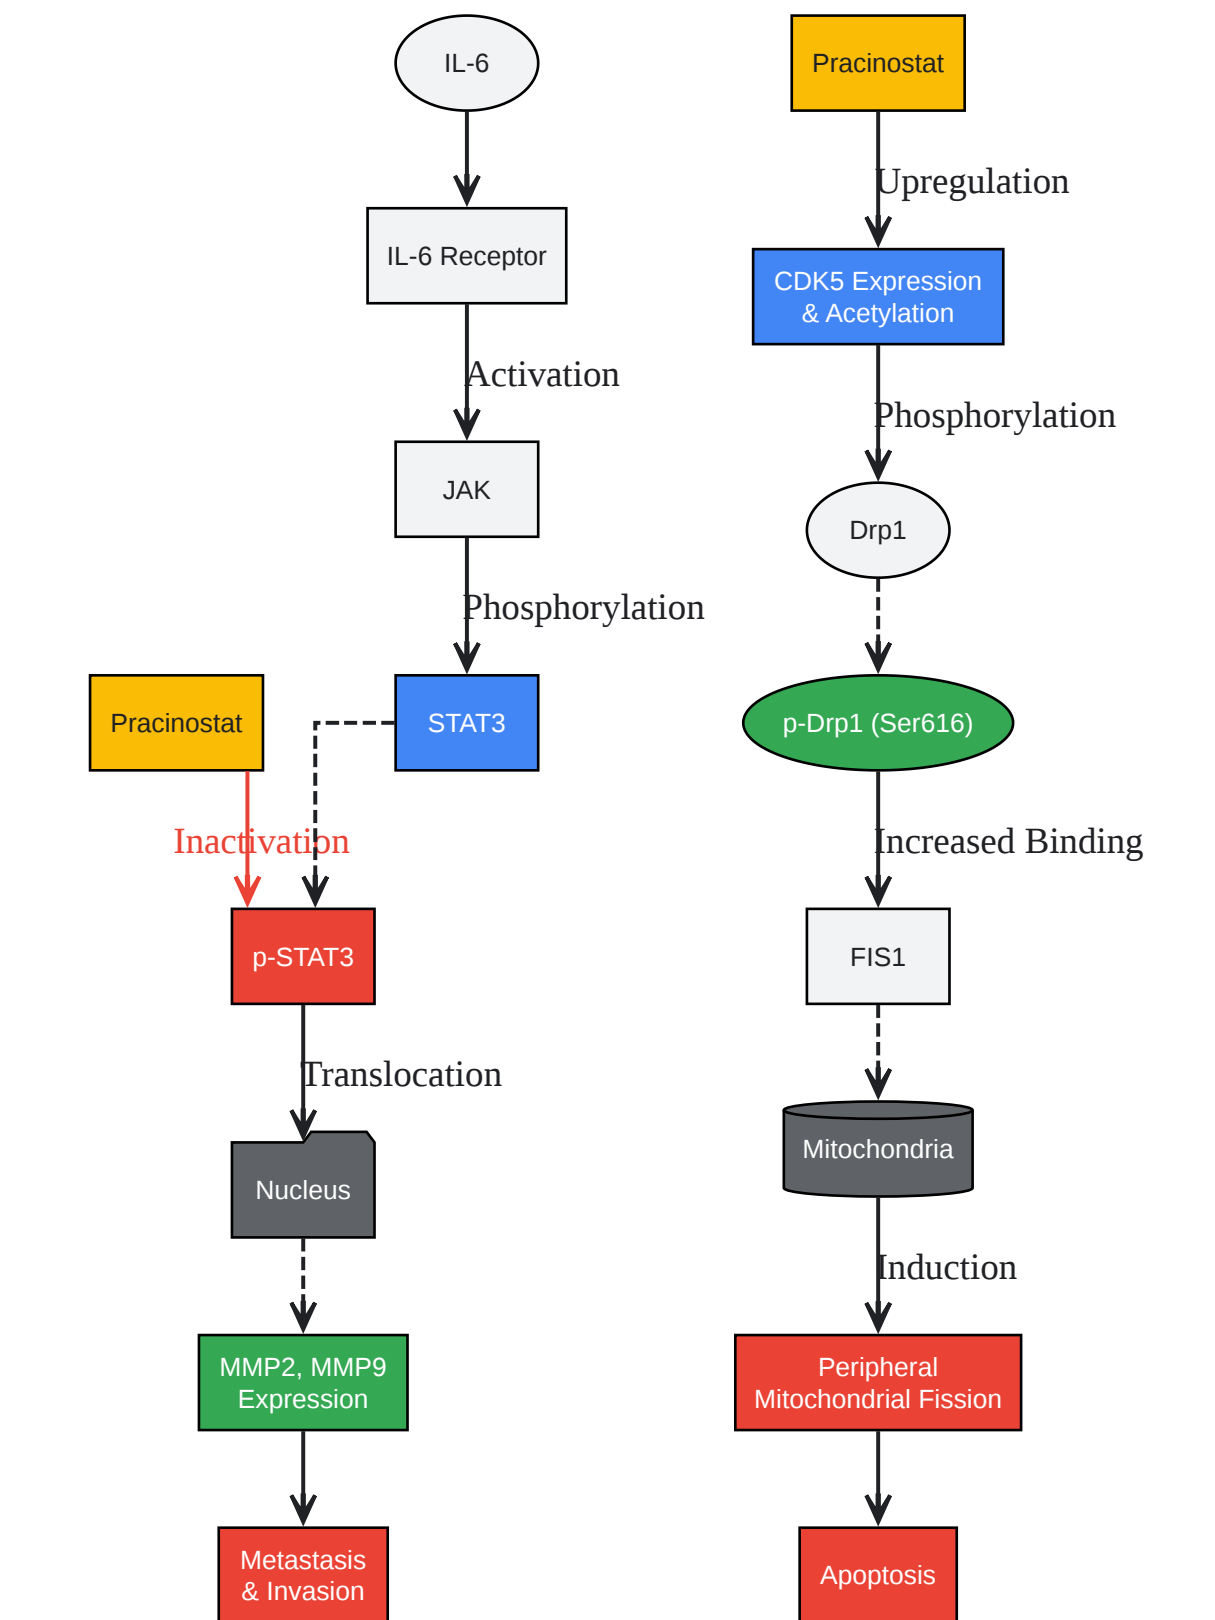 IL-6
Pracinostat
Upregulation
IL-6 Receptor
CDK5 Expression
& Acetylation
Activation
Phosphorylation
JAK
Drp1
Phosphorylation
Pracinostat
STAT3
p-Drp1 (Ser616)
Inactivation
Increased Binding
p-STAT3
FIS1
Translocation
Mitochondria
Nucleus
Induction
MMP2, MMP9
Expression
Peripheral
Mitochondrial Fission
Metastasis
& Invasion
Apoptosis